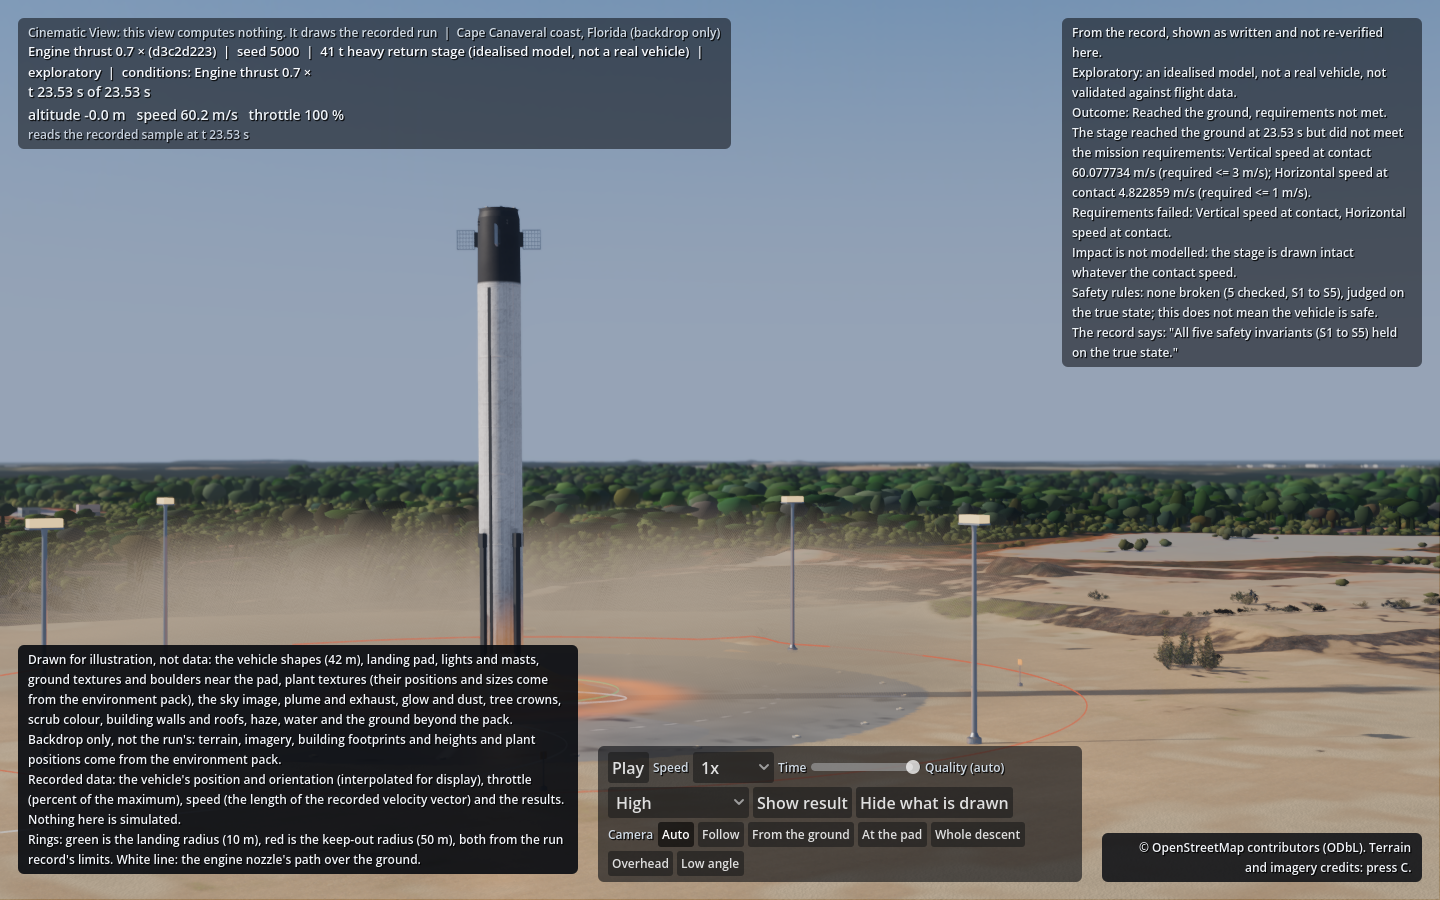 Cinematic View: this view computes nothing. It draws the recorded run | Cape Canaveral coast, Florida (backdrop only)
Engine thrust 0.7 × (d3c2d223) | seed 5000 | 41 t heavy return stage (idealised model, not a real vehicle) |
exploratory | conditions: Engine thrust 0.7 ×
t 23.53 s of 23.53 s
altitude -0.0 m speed 60.2 m/s throttle 100 %
reads the recorded sample at t 23.53 s
From the record, shown as written and not re-verified
here.
Exploratory: an idealised model, not a real vehicle, not
validated against flight data.
Outcome: Reached the ground, requirements not met.
The stage reached the ground at 23.53 s but did not meet
the mission requirements: Vertical speed at contact
60.077734 m/s (required <= 3 m/s); Horizontal speed at
contact 4.822859 m/s (required <= 1 m/s).
Requirements failed: Vertical speed at contact, Horizontal
speed at contact.
Impact is not modelled: the stage is drawn intact
whatever the contact speed.
Safety rules: none broken (5 checked, S1 to S5), judged on
the true state; this does not mean the vehicle is safe.
The record says: "All five safety invariants (S1 to S5) held
on the true state."
Drawn for illustration, not data: the vehicle shapes (42 m), landing pad, lights and masts,
ground textures and boulders near the pad, plant textures (their positions and sizes come
from the environment pack), the sky image, plume and exhaust, glow and dust, tree crowns,
scrub colour, building walls and roofs, haze, water and the ground beyond the pack.
Backdrop only, not the run's: terrain, imagery, building footprints and heights and plant
positions come from the environment pack.
Recorded data: the vehicle's position and orientation (interpolated for display), throttle
(percent of the maximum), speed (the length of the recorded velocity vector) and the results.
Nothing here is simulated.
Rings: green is the landing radius (10 m), red is the keep-out radius (50 m), both from the run
record's limits. White line: the engine nozzle's path over the ground.
Play Speed 1x Time Quality (auto)
High Show result Hide what is drawn
Camera Auto Follow From the ground At the pad Whole descent
Overhead Low angle
© OpenStreetMap contributors (ODbL). Terrain
and imagery credits: press C.